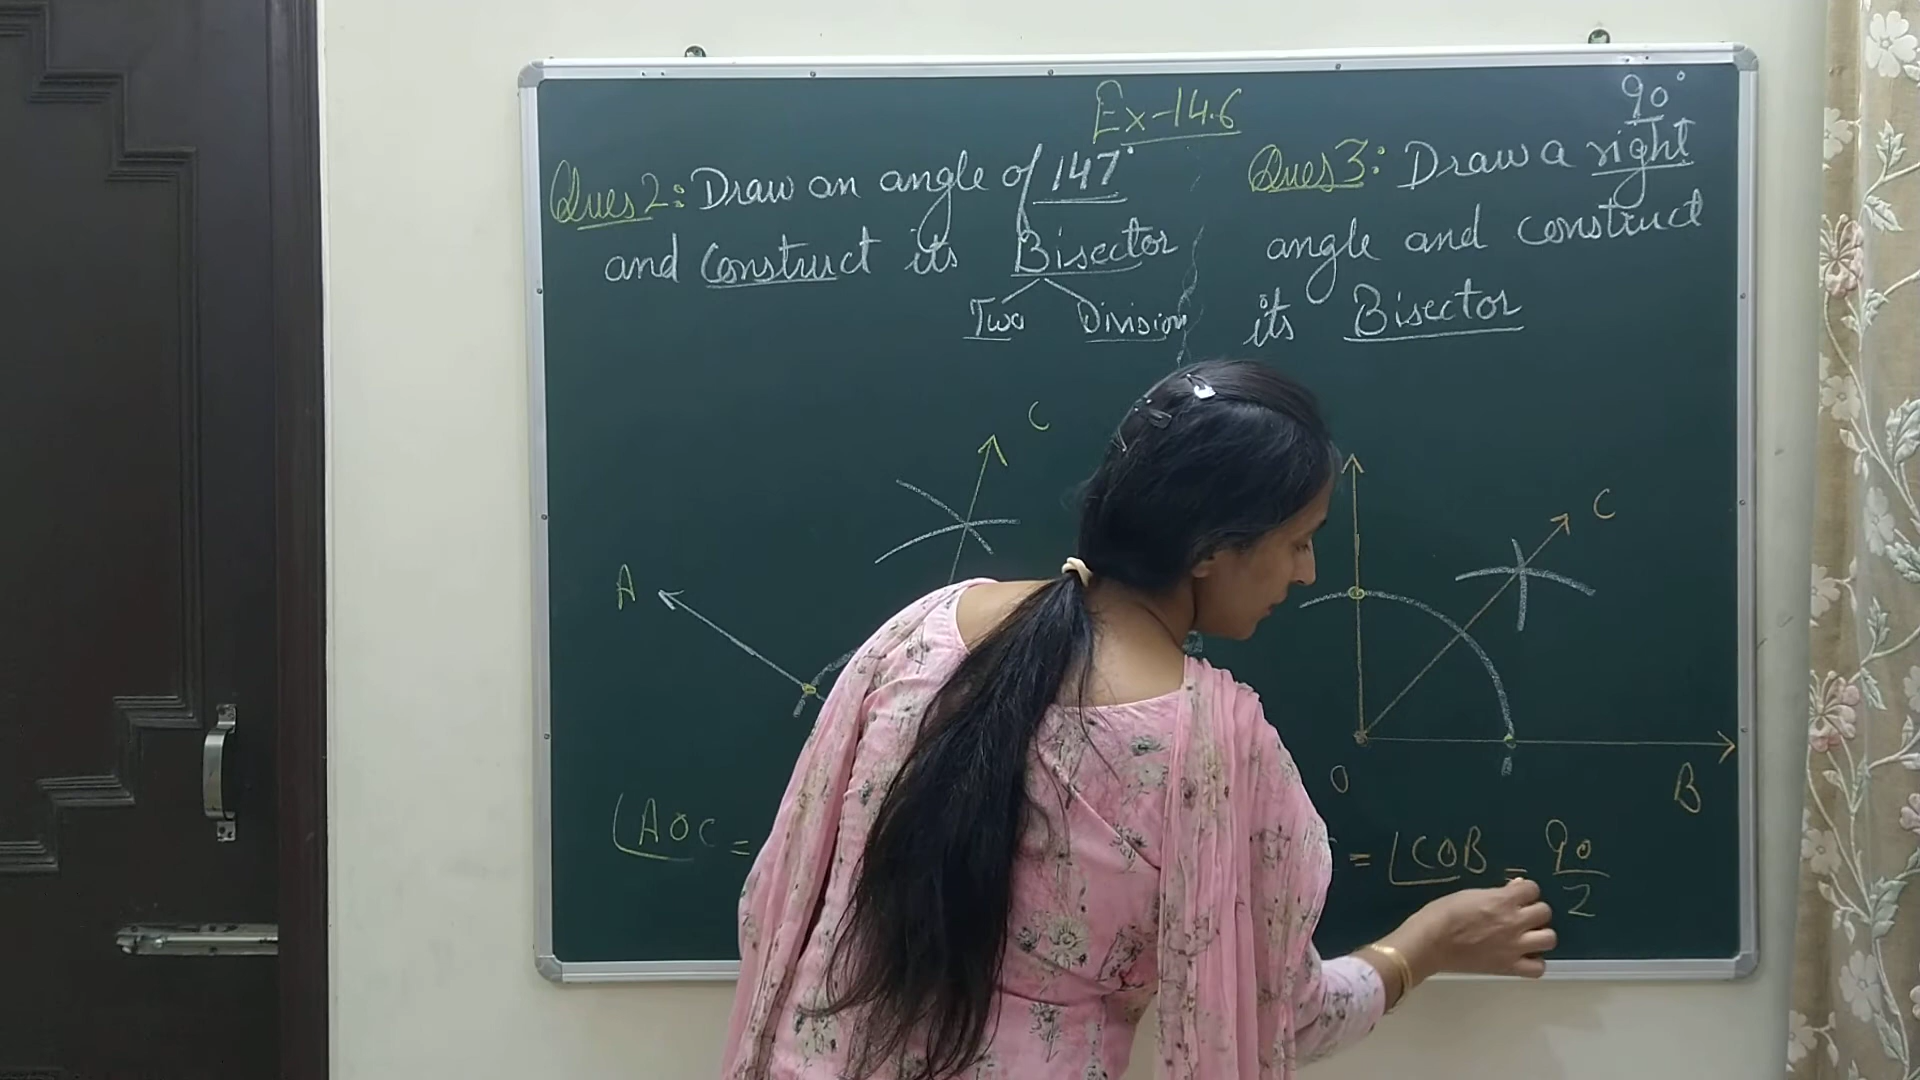 Ex-14.6
Ques 2: Draw an angle of 147°
and construct its Bisector
Two Division
90°
Ques 3: Draw a right
angle and construct
its Bisector
C
A
∠AOC =
C
O
B
= ∠COB = 90/2